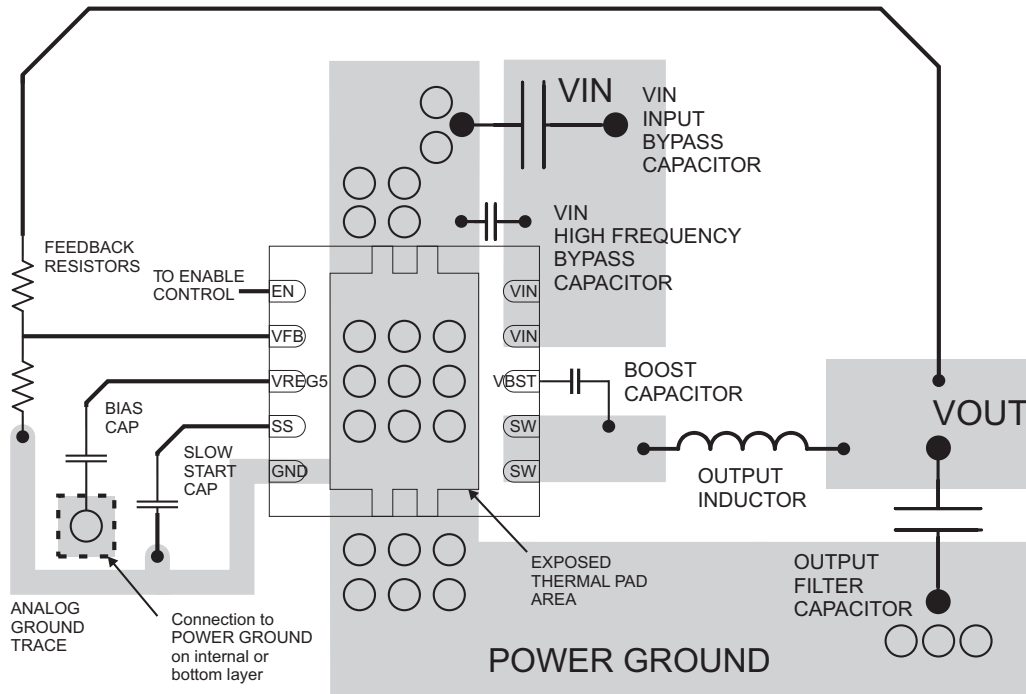 VIN
VIN
INPUT
BYPASS
CAPACITOR
VIN
HIGH FREQUENCY
BYPASS
CAPACITOR
FEEDBACK
RESISTORS
TO ENABLE
CONTROL
EN
VFB
VREG5
SS
GND
VIN
VIN
VBST
SW
SW
BOOST
CAPACITOR
VOUT
BIAS
CAP
SLOW
START
CAP
OUTPUT
INDUCTOR
EXPOSED
THERMAL PAD
AREA
OUTPUT
FILTER
CAPACITOR
ANALOG
GROUND
TRACE
Connection to
POWER GROUND
on internal or
bottom layer
POWER GROUND